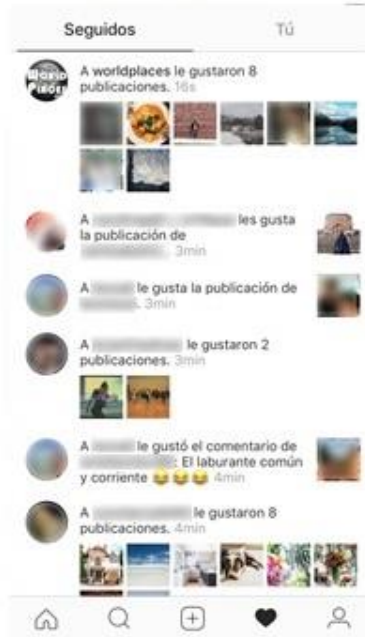 Seguidos
Tú
A worldplaces le gustaron 8
publicaciones. 16s
A les gusta
la publicación de
3min
A le gusta la publicación de
. 3min
A le gustaron 2
publicaciones. 3min
A le gustó el comentario de
: El laburante común
y corriente 😂😂😂 4min
A le gustaron 8
publicaciones. 4min